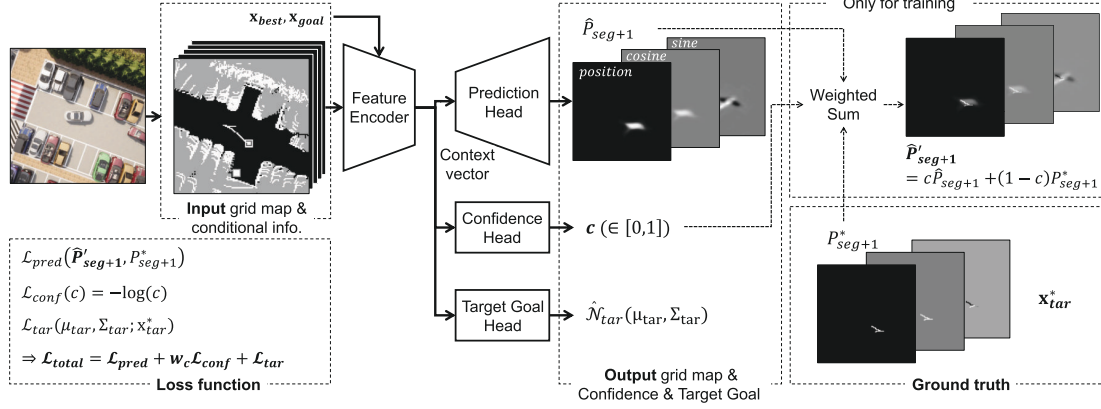 Only for training
x_best, x_goal
P̂_seg+1
sine
cosine
position
Feature
Encoder
Prediction
Head
Weighted
Sum
Context
vector
P̂′_seg+1
= cP̂_seg+1 + (1 − c)P*_seg+1
Input grid map &
conditional info.
Confidence
Head
c (∈ [0,1])
Target Goal
Head
𝒩̂_tar(μ_tar, Σ_tar)
Output grid map &
Confidence & Target Goal
P*_seg+1
x*_tar
Ground truth
ℒ_pred(P̂′_seg+1, P*_seg+1)
ℒ_conf(c) = −log(c)
ℒ_tar(μ_tar, Σ_tar; x*_tar)
⇒ ℒ_total = ℒ_pred + w_cℒ_conf + ℒ_tar
Loss function